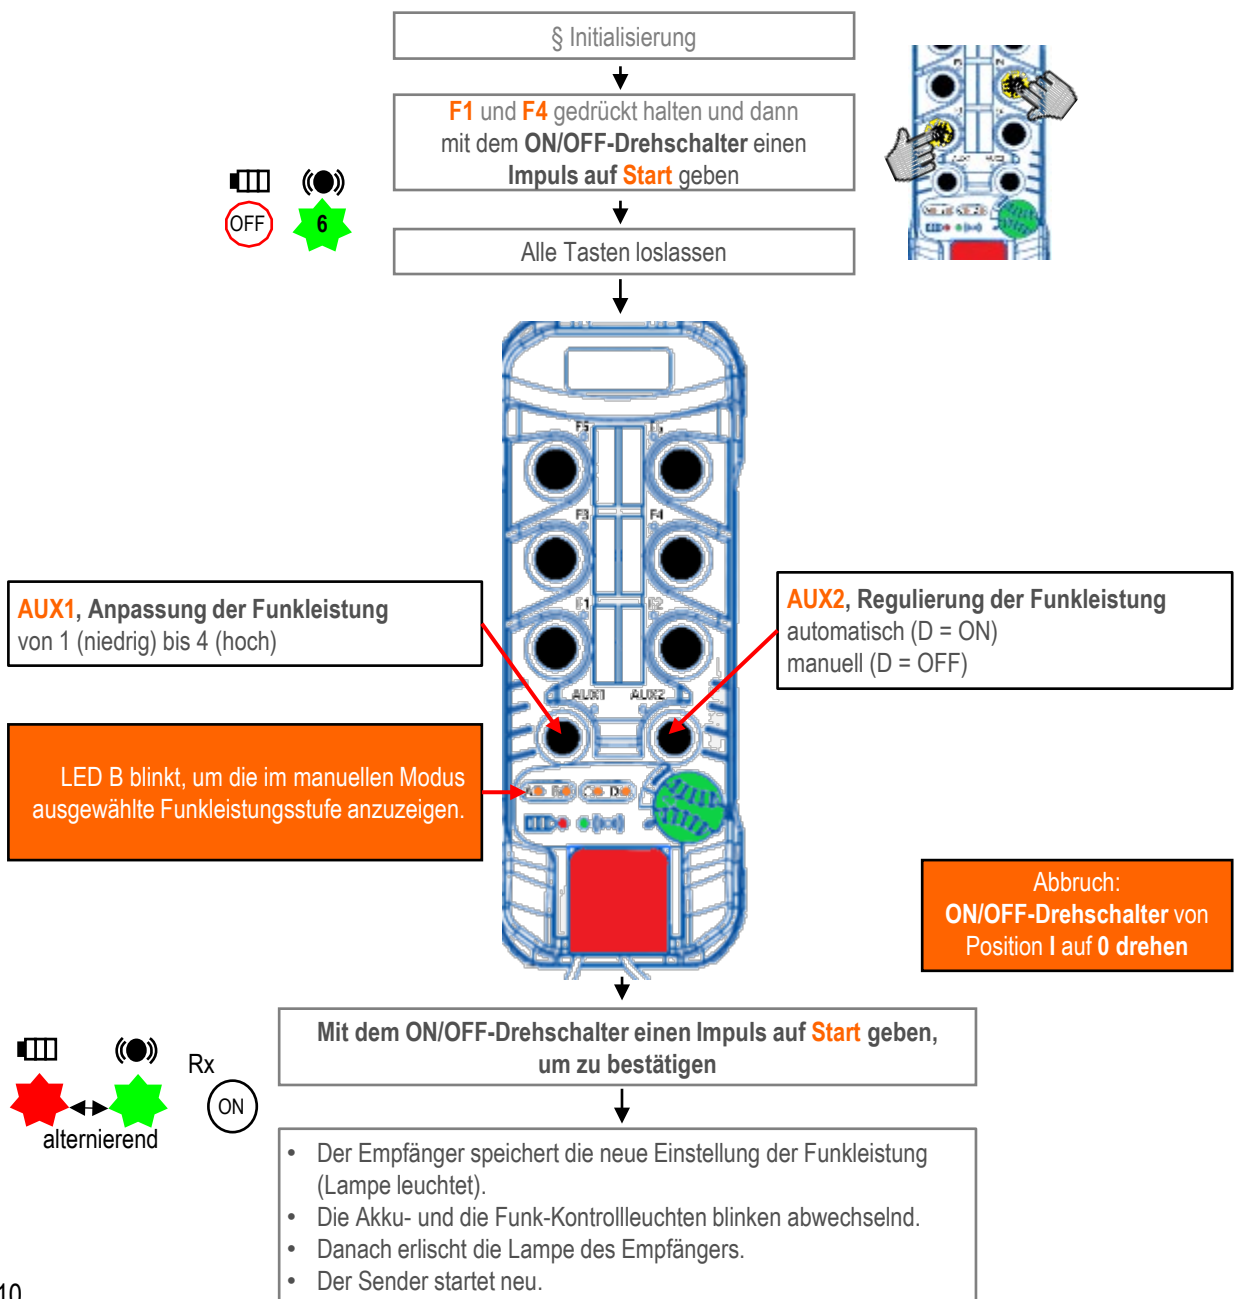 § Initialisierung
F1 und F4 gedrückt halten und dann
mit dem ON/OFF-Drehschalter einen
Impuls auf Start geben
OFF
6
Alle Tasten loslassen
AUX1
AUX2
F5
F6
F3
F4
AUX1, Anpassung der Funkleistung
von 1 (niedrig) bis 4 (hoch)
AUX2, Regulierung der Funkleistung
automatisch (D = ON)
manuell (D = OFF)
AUX1 AUX2
LED B blinkt, um die im manuellen Modus
ausgewählte Funkleistungsstufe anzuzeigen.
A B C D
Abbruch:
ON/OFF-Drehschalter von
Position I auf 0 drehen
Mit dem ON/OFF-Drehschalter einen Impuls auf Start geben,
um zu bestätigen
Rx
ON
alternierend
• Der Empfänger speichert die neue Einstellung der Funkleistung
(Lampe leuchtet).
• Die Akku- und die Funk-Kontrollleuchten blinken abwechselnd.
• Danach erlischt die Lampe des Empfängers.
• Der Sender startet neu.
10